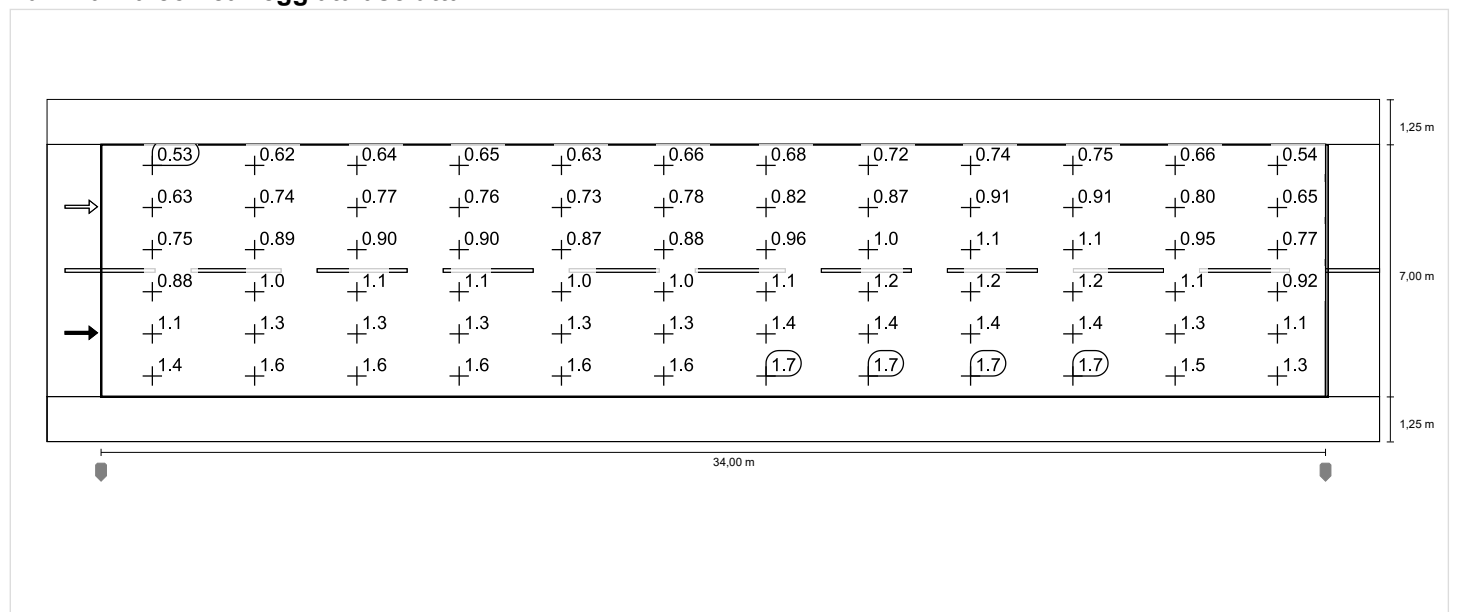 1,25 m
0.53 0.62 0.64 0.65 0.63 0.66 0.68 0.72 0.74 0.75 0.66 0.54
0.63 0.74 0.77 0.76 0.73 0.78 0.82 0.87 0.91 0.91 0.80 0.65
0.75 0.89 0.90 0.90 0.87 0.88 0.96 1.0 1.1 1.1 0.95 0.77
7,00 m
0.88 1.0 1.1 1.1 1.0 1.0 1.1 1.2 1.2 1.2 1.1 0.92
1.1 1.3 1.3 1.3 1.3 1.3 1.4 1.4 1.4 1.4 1.3 1.1
1.4 1.6 1.6 1.6 1.6 1.6 1.7 1.7 1.7 1.7 1.5 1.3
1,25 m
34,00 m